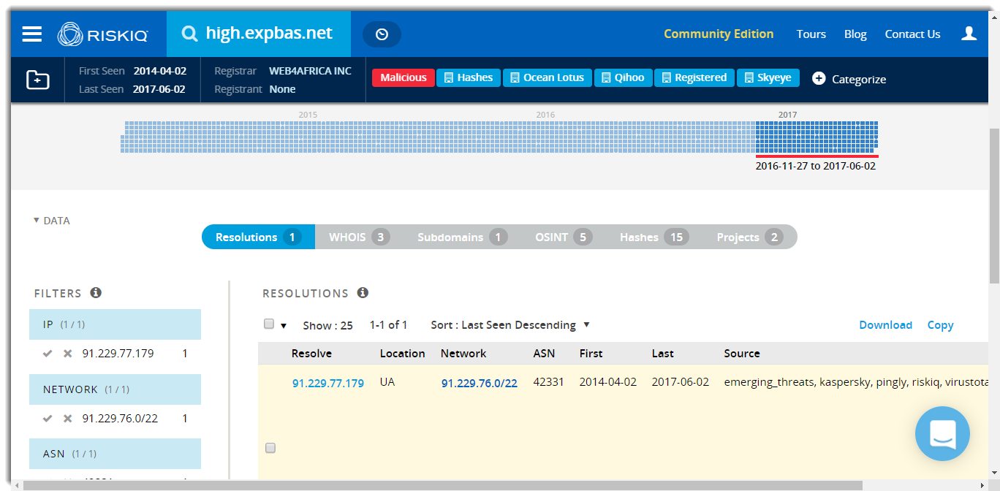 RISKIQ
high.expbas.net
Community Edition Tours Blog Contact Us
First Seen 2014-04-02 Registrar WEB4AFRICA INC
Last Seen 2017-06-02 Registrant None
Malicious Hashes Ocean Lotus Qihoo Registered Skyeye Categorize
2015 2016 2017
2016-11-27 to 2017-06-02
DATA
Resolutions 1 WHOIS 3 Subdomains 1 OSINT 5 Hashes 15 Projects 2
FILTERS
IP (1 / 1)
91.229.77.179 1
NETWORK (1 / 1)
91.229.76.0/22 1
ASN (1 / 1)
RESOLUTIONS
Show : 25 1-1 of 1 Sort : Last Seen Descending Download Copy
Resolve Location Network ASN First Last Source
91.229.77.179 UA 91.229.76.0/22 42331 2014-04-02 2017-06-02 emerging_threats, kaspersky, pingly, riskiq, virustota